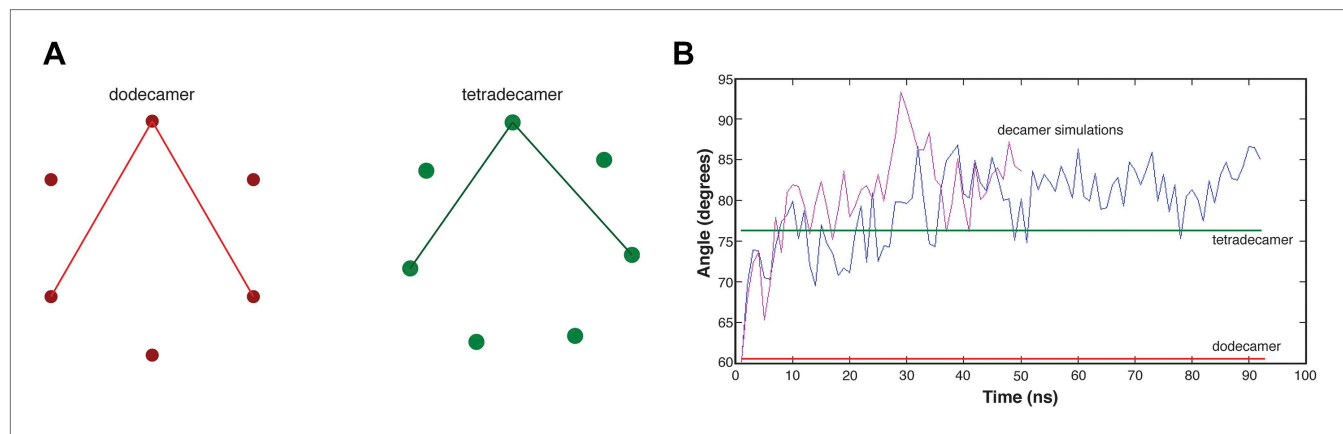 A
dodecamer
tetradecamer
B
95
90
85
80
75
70
65
60
Angle (degrees)
decamer simulations
tetradecamer
dodecamer
0 10 20 30 40 50 60 70 80 90 100
Time (ns)